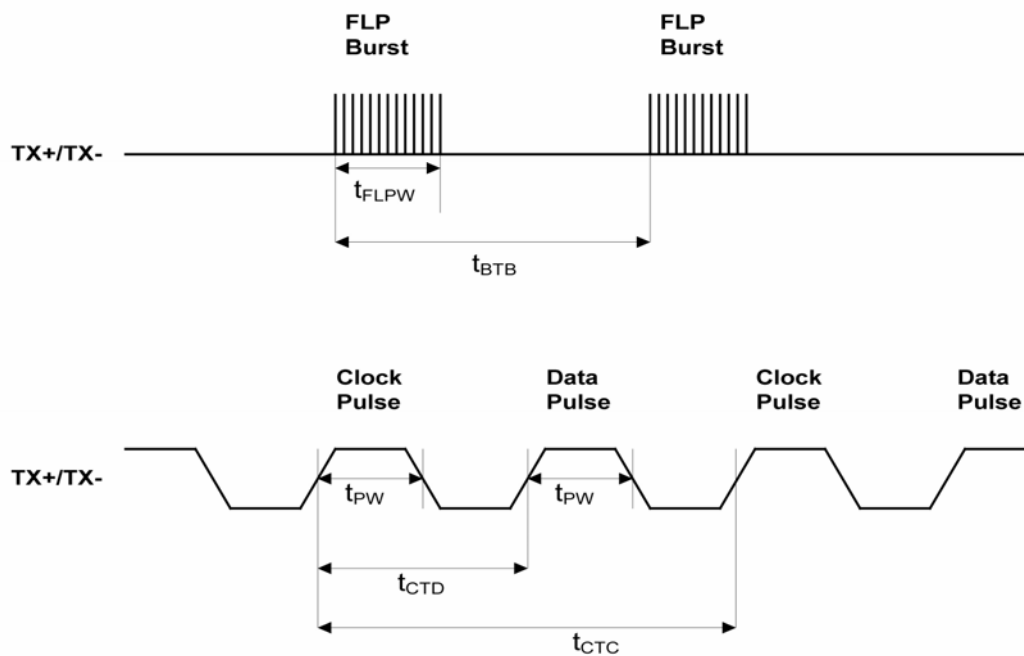 FLP Burst
FLP Burst
TX+/TX-
tFLPW
tBTB
Clock Pulse
Data Pulse
Clock Pulse
Data Pulse
TX+/TX-
tPW
tPW
tCTD
tCTC